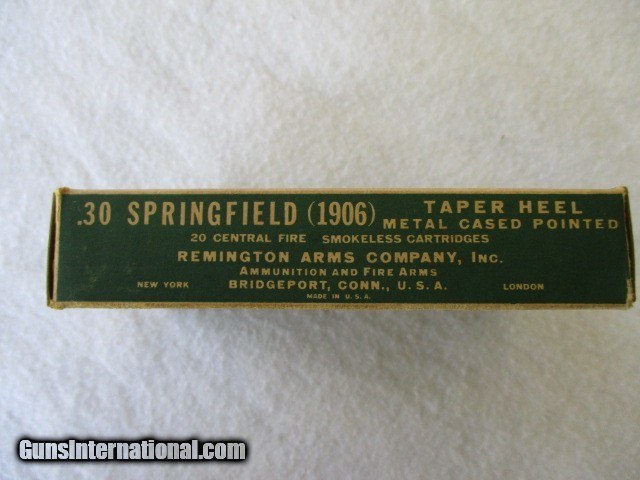 .30 SPRINGFIELD (1906) TAPER HEEL
METAL CASED POINTED
20 CENTRAL FIRE SMOKELESS CARTRIDGES
REMINGTON ARMS COMPANY, INC.
AMMUNITION AND FIRE ARMS
NEW YORK BRIDGEPORT, CONN., U.S.A. LONDON
MADE IN U.S.A.
GunsInternational.com